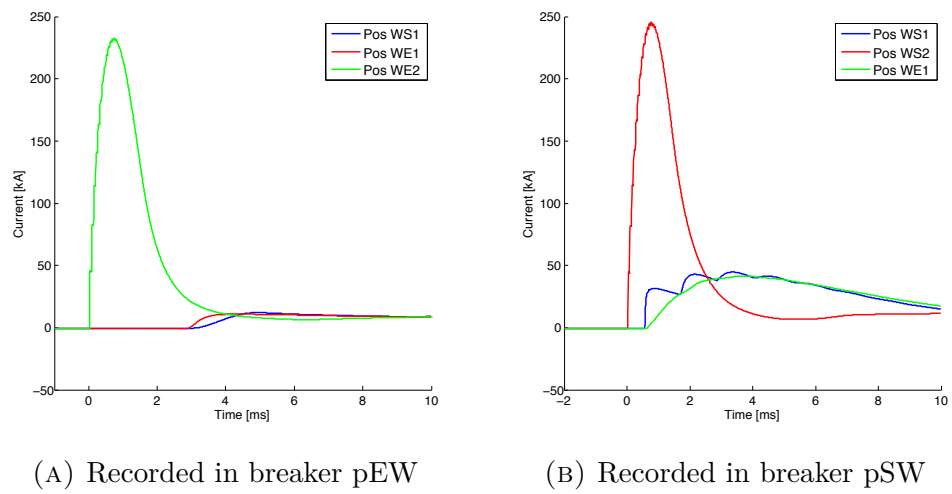 250
200
150
100
50
0
−50
0
2
4
6
8
10
Current [kA]
Time [ms]
Pos WS1
Pos WE1
Pos WE2
(A) Recorded in breaker pEW
250
200
150
100
50
0
−50
−2
0
2
4
6
8
10
Current [kA]
Time [ms]
Pos WS1
Pos WS2
Pos WE1
(B) Recorded in breaker pSW